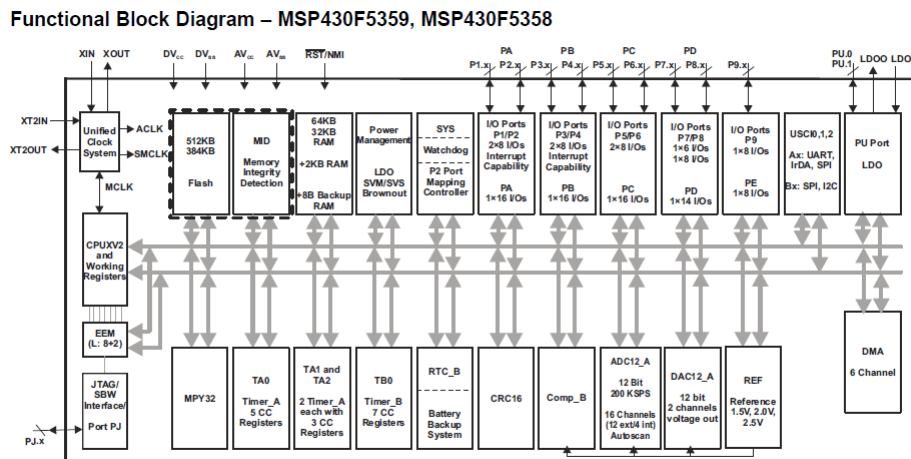 Functional Block Diagram – MSP430F5359, MSP430F5358
XIN XOUT DVCC DVSS AVCC AVSS RST/NMI PA PB PC PD PU.0 LDOO LDO
P1.x P2.x P3.x P4.x P5.x P6.x P7.x P8.x P9.x PU.1
XT2IN
XT2OUT
Unified
Clock
System
ACLK
SMCLK
MCLK
512KB
384KB
Flash
MID
Memory
Integrity
Detection
64KB
32KB
RAM
+2KB RAM
+8B Backup
RAM
Power
Management
LDO
SVM/SVS
Brownout
SYS
Watchdog
P2 Port
Mapping
Controller
I/O Ports
P1/P2
2×8 I/Os
Interrupt
Capability
PA
1×16 I/Os
I/O Ports
P3/P4
2×8 I/Os
Interrupt
Capability
PB
1×16 I/Os
I/O Ports
P5/P6
2×8 I/Os
PC
1×16 I/Os
I/O Ports
P7/P8
1×6 I/Os
1×8 I/Os
PD
1×14 I/Os
I/O Ports
P9
1×8 I/Os
PE
1×8 I/Os
USCI0,1,2
Ax: UART,
IrDA, SPI
Bx: SPI, I2C
PU Port
LDO
CPUXV2
and
Working
Registers
EEM
(L: 8+2)
JTAG/
SBW
Interface/
Port PJ
PJ.x
MPY32
TA0
Timer_A
5 CC
Registers
TA1 and
TA2
2 Timer_A
each with
3 CC
Registers
TB0
Timer_B
7 CC
Registers
RTC_B
Battery
Backup
System
CRC16
Comp_B
ADC12_A
12 Bit
200 KSPS
16 Channels
(12 ext/4 int)
Autoscan
DAC12_A
12 bit
2 channels
voltage out
REF
Reference
1.5V, 2.0V,
2.5V
DMA
6 Channel